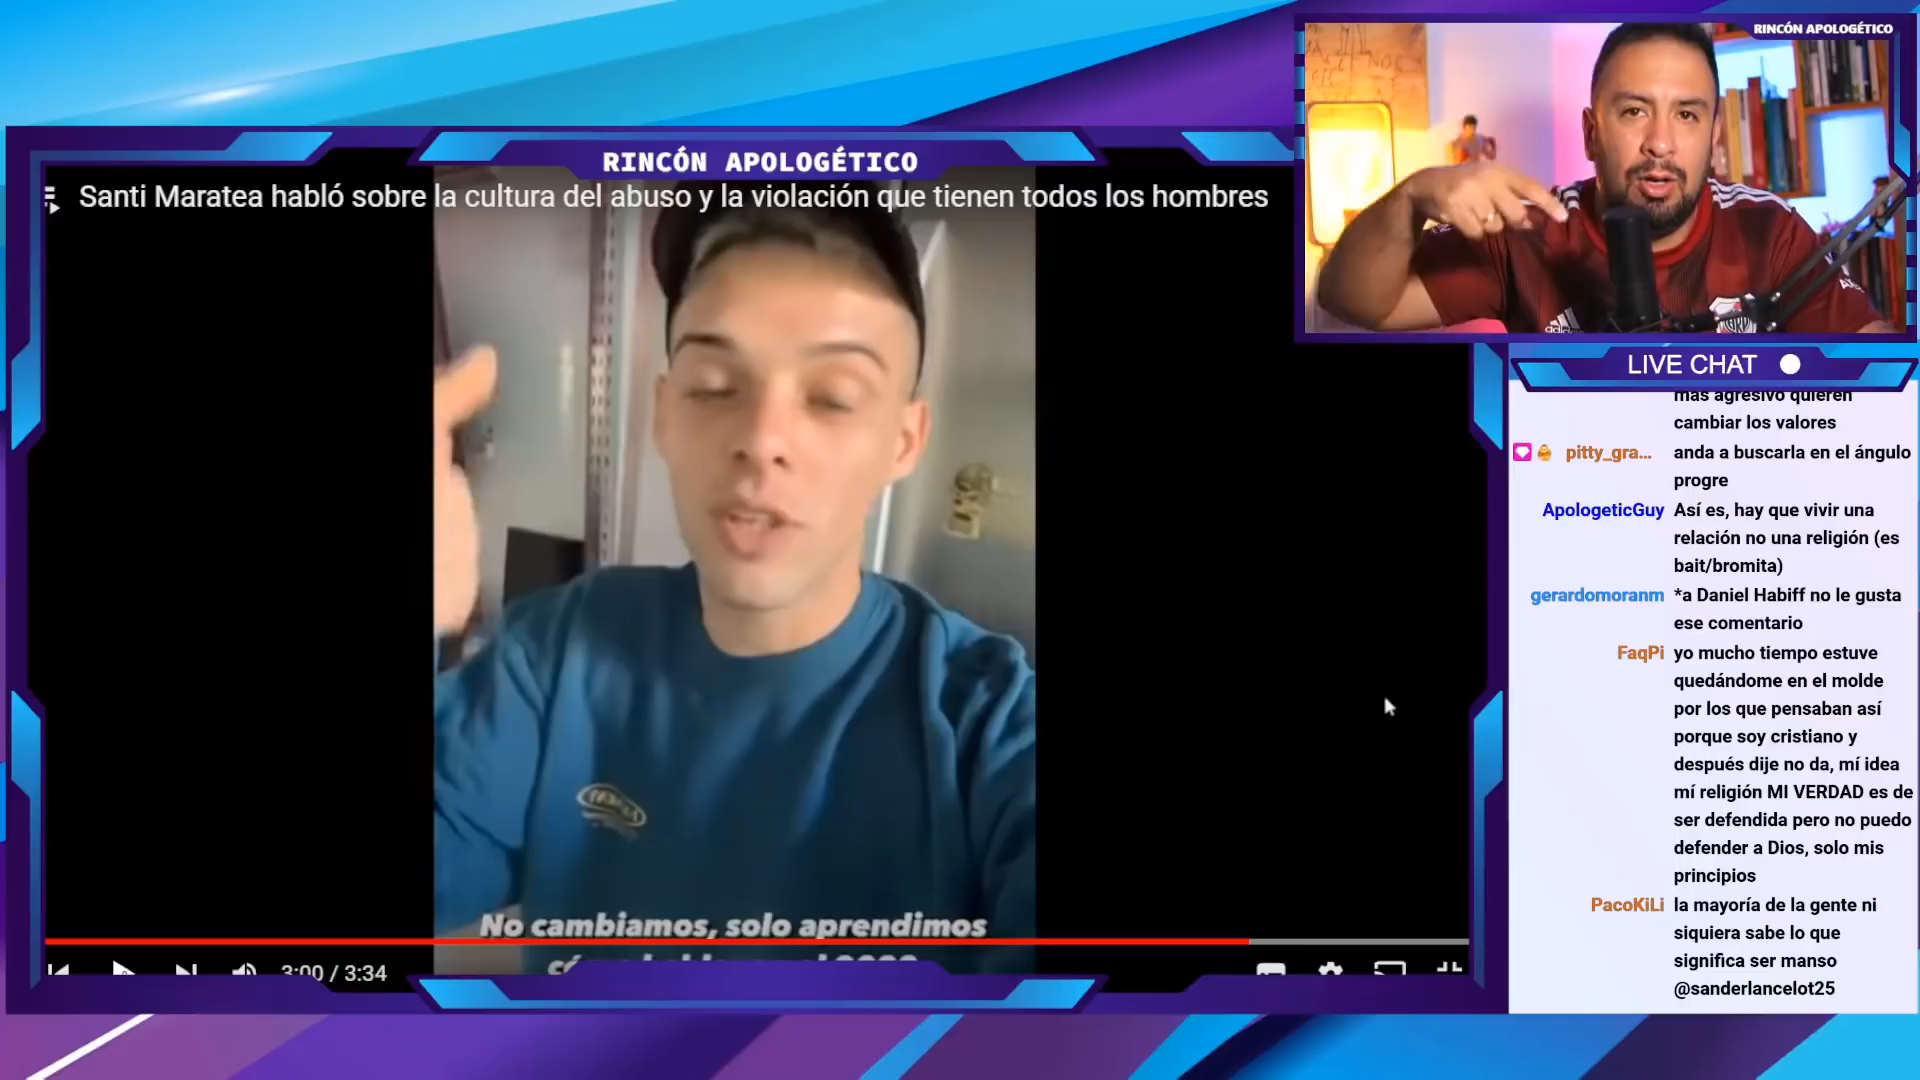 RINCÓN APOLOGÉTICO
RINCÓN APOLOGÉTICO
Santi Maratea habló sobre la cultura del abuso y la violación que tienen todos los hombres
No cambiamos, solo aprendimos
3:00 / 3:34
adidas
LIVE CHAT
más agresivo quieren
cambiar los valores
pitty_gra... anda a buscarla en el ángulo
progre
ApologeticGuy Así es, hay que vivir una
relación no una religión (es
bait/bromita)
gerardomoranm *a Daniel Habiff no le gusta
ese comentario
FaqPi yo mucho tiempo estuve
quedándome en el molde
por los que pensaban así
porque soy cristiano y
después dije no da, mí idea
mí religión MI VERDAD es de
ser defendida pero no puedo
defender a Dios, solo mis
principios
PacoKiLi la mayoría de la gente ni
siquiera sabe lo que
significa ser manso
@sanderlancelot25